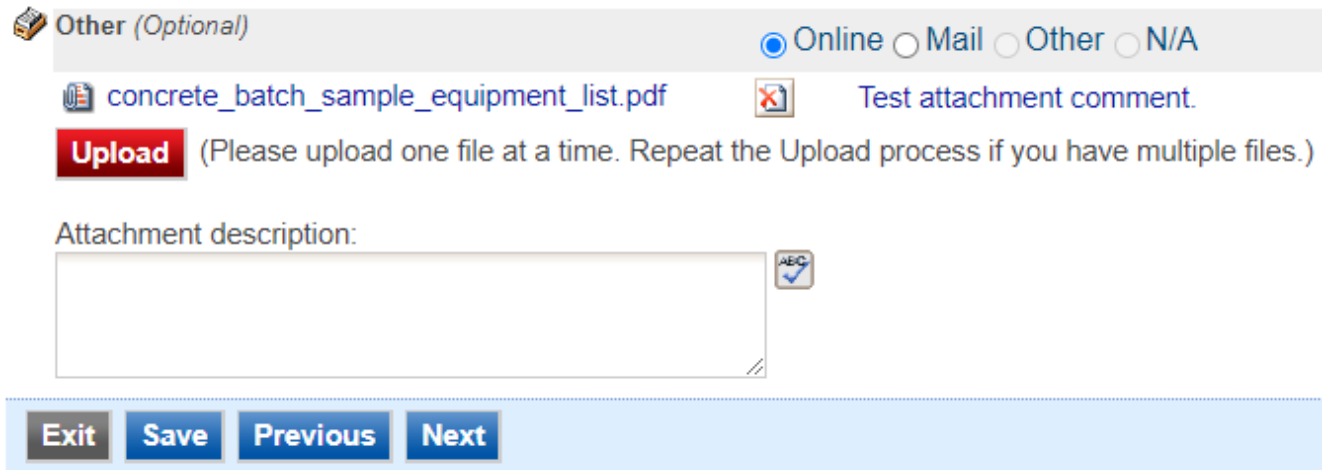 Other (Optional) Online Mail Other N/A
concrete_batch_sample_equipment_list.pdf Test attachment comment.
Upload (Please upload one file at a time. Repeat the Upload process if you have multiple files.)
Attachment description:
ABC
Exit Save Previous Next